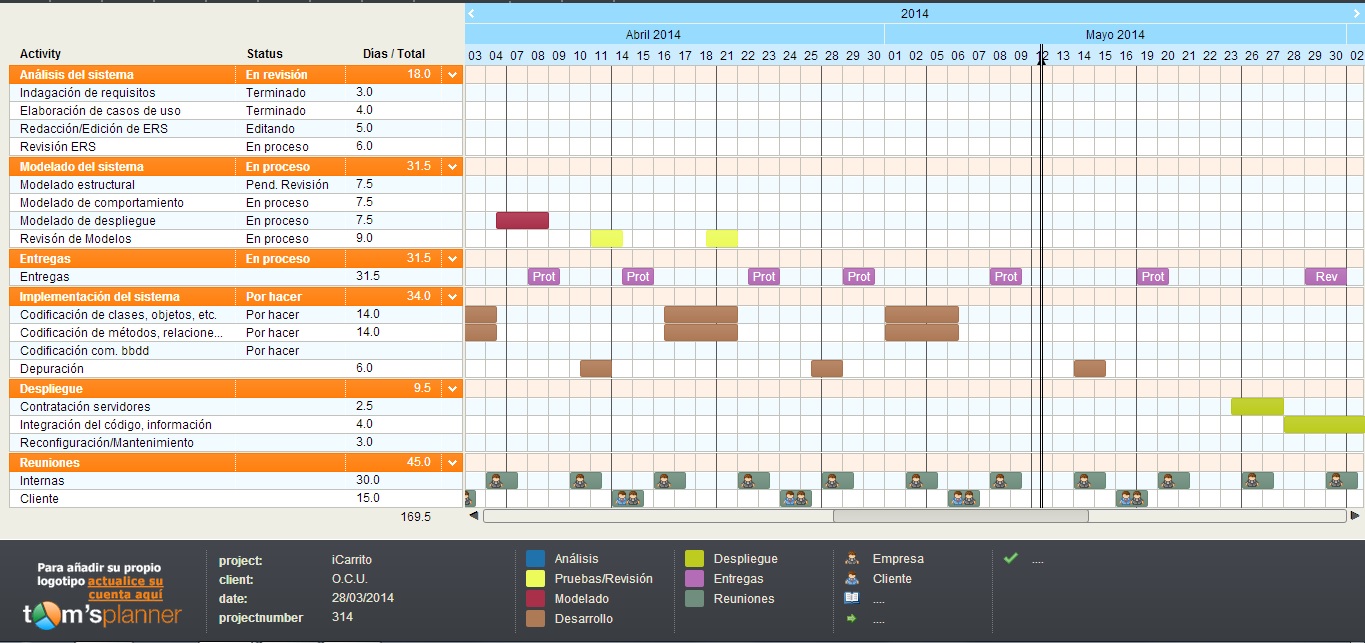 2014
Abril 2014 Mayo 2014
Activity Status Días / Total 03 04 07 08 09 10 11 14 15 16 17 18 21 22 23 24 25 28 29 30 01 02 05 06 07 08 09 12 13 14 15 16 19 20 21 22 23 26 27 28 29 30 02
Análisis del sistema En revisión 18.0
Indagación de requisitos Terminado 3.0
Elaboración de casos de uso Terminado 4.0
Redacción/Edición de ERS Editando 5.0
Revisión ERS En proceso 6.0
Modelado del sistema En proceso 31.5
Modelado estructural Pend. Revisión 7.5
Modelado de comportamiento En proceso 7.5
Modelado de despliegue En proceso 7.5
Revisón de Modelos En proceso 9.0
Entregas En proceso 31.5
Entregas 31.5 Prot Prot Prot Prot Prot Prot Rev
Implementación del sistema Por hacer 34.0
Codificación de clases, objetos, etc. Por hacer 14.0
Codificación de métodos, relacione... Por hacer 14.0
Codificación com. bbdd Por hacer
Depuración 6.0
Despliegue 9.5
Contratación servidores 2.5
Integración del código, información 4.0
Reconfiguración/Mantenimiento 3.0
Reuniones 45.0
Internas 30.0
Cliente 15.0
169.5
Para añadir su propio
logotipo actualice su
cuenta aquí
tom'splanner
project: iCarrito
client: O.C.U.
date: 28/03/2014
projectnumber 314
Análisis
Pruebas/Revisión
Modelado
Desarrollo
Despliegue
Entregas
Reuniones
Empresa
Cliente
....
....
....